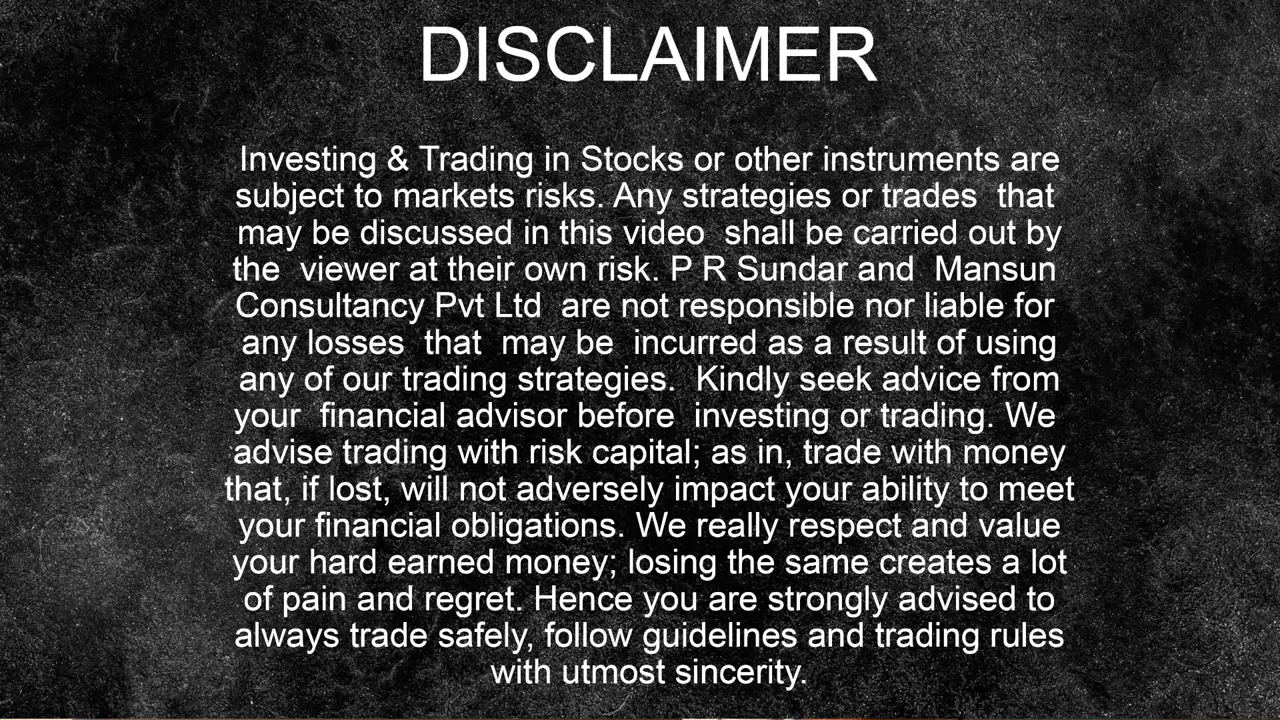 DISCLAIMER
Investing & Trading in Stocks or other instruments are
subject to markets risks. Any strategies or trades that
may be discussed in this video shall be carried out by
the viewer at their own risk. P R Sundar and Mansun
Consultancy Pvt Ltd are not responsible nor liable for
any losses that may be incurred as a result of using
any of our trading strategies. Kindly seek advice from
your financial advisor before investing or trading. We
advise trading with risk capital; as in, trade with money
that, if lost, will not adversely impact your ability to meet
your financial obligations. We really respect and value
your hard earned money; losing the same creates a lot
of pain and regret. Hence you are strongly advised to
always trade safely, follow guidelines and trading rules
with utmost sincerity.